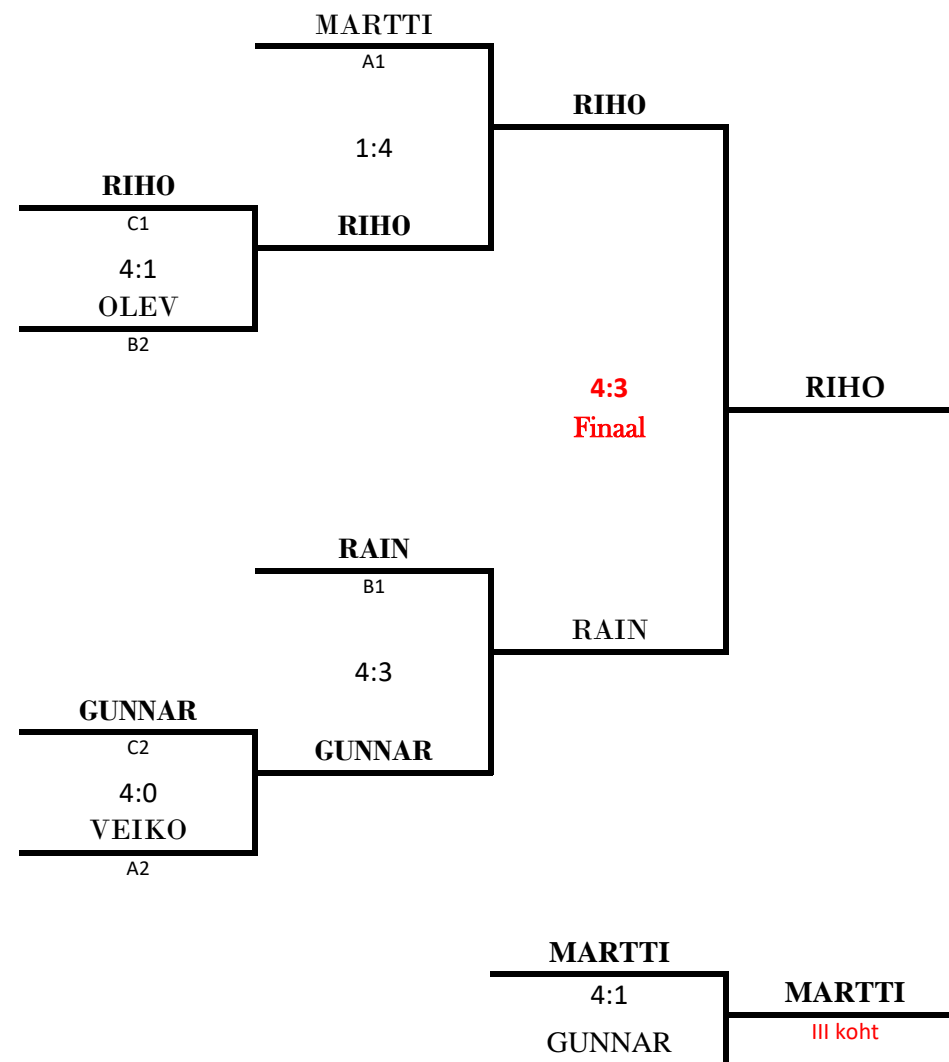 MARTTI
A1
RIHO
1:4
RIHO
C1
RIHO
4:1
OLEV
B2
4:3
Finaal
RIHO
RAIN
B1
RAIN
4:3
GUNNAR
C2
GUNNAR
4:0
VEIKO
A2
MARTTI
4:1
MARTTI
III koht
GUNNAR